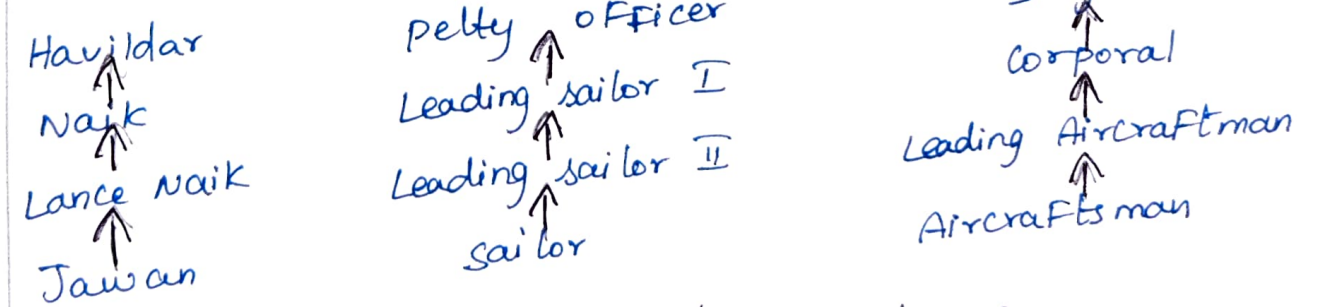 Havildar
Naik
Lance Naik
Jawan
Pelty officer
Leading sailor I
Leading sailor II
sailor
Corporal
Leading Aircraftman
Aircraftsman